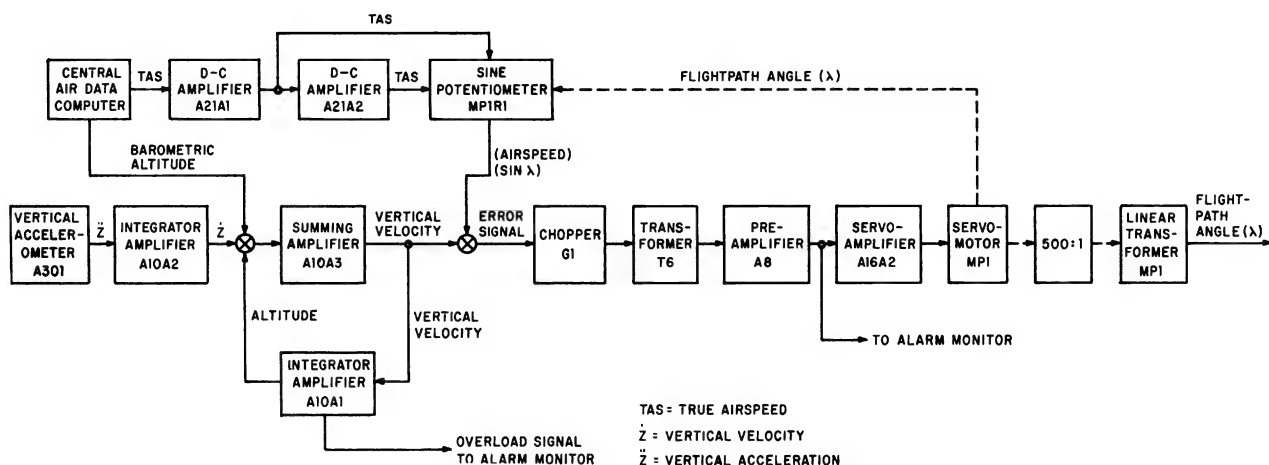 TAS
CENTRAL
AIR DATA
COMPUTER
TAS
D-C
AMPLIFIER
A21A1
D-C
AMPLIFIER
A21A2
TAS
SINE
POTENTIOMETER
MP1R1
FLIGHTPATH ANGLE (λ)
BAROMETRIC
ALTITUDE
(AIRSPEED)
(SIN λ)
VERTICAL
ACCELER-
OMETER
A301
Z̈
INTEGRATOR
AMPLIFIER
A10A2
Ż
SUMMING
AMPLIFIER
A10A3
VERTICAL
VELOCITY
ERROR
SIGNAL
CHOPPER
G1
TRANS-
FORMER
T6
PRE-
AMPLIFIER
A8
SERVO-
AMPLIFIER
A16A2
SERVO-
MOTOR
MP1
500:1
LINEAR
TRANS-
FORMER
MP1
FLIGHT-
PATH
ANGLE(λ)
ALTITUDE
VERTICAL
VELOCITY
TO ALARM MONITOR
INTEGRATOR
AMPLIFIER
A10A1
OVERLOAD SIGNAL
TO ALARM MONITOR
TAS = TRUE AIRSPEED
Ż = VERTICAL VELOCITY
Z̈ = VERTICAL ACCELERATION